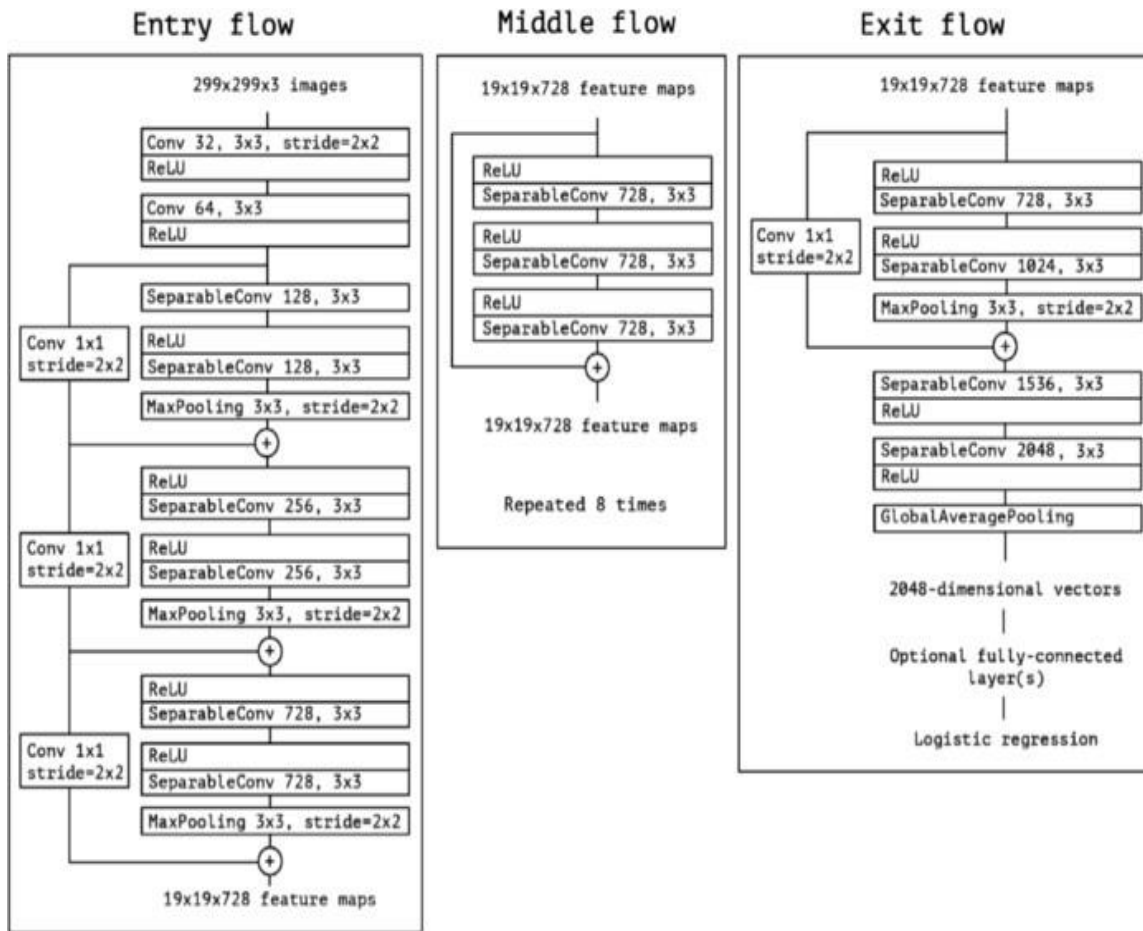 Entry flow
299x299x3 images
Conv 32, 3x3, stride=2x2
ReLU
Conv 64, 3x3
ReLU
SeparableConv 128, 3x3
Conv 1x1
stride=2x2
ReLU
SeparableConv 128, 3x3
MaxPooling 3x3, stride=2x2
+
ReLU
SeparableConv 256, 3x3
Conv 1x1
stride=2x2
ReLU
SeparableConv 256, 3x3
MaxPooling 3x3, stride=2x2
+
ReLU
SeparableConv 728, 3x3
Conv 1x1
stride=2x2
ReLU
SeparableConv 728, 3x3
MaxPooling 3x3, stride=2x2
+
19x19x728 feature maps
Middle flow
19x19x728 feature maps
ReLU
SeparableConv 728, 3x3
ReLU
SeparableConv 728, 3x3
ReLU
SeparableConv 728, 3x3
+
19x19x728 feature maps
Repeated 8 times
Exit flow
19x19x728 feature maps
ReLU
SeparableConv 728, 3x3
Conv 1x1
stride=2x2
ReLU
SeparableConv 1024, 3x3
MaxPooling 3x3, stride=2x2
+
SeparableConv 1536, 3x3
ReLU
SeparableConv 2048, 3x3
ReLU
GlobalAveragePooling
2048-dimensional vectors
Optional fully-connected
layer(s)
Logistic regression